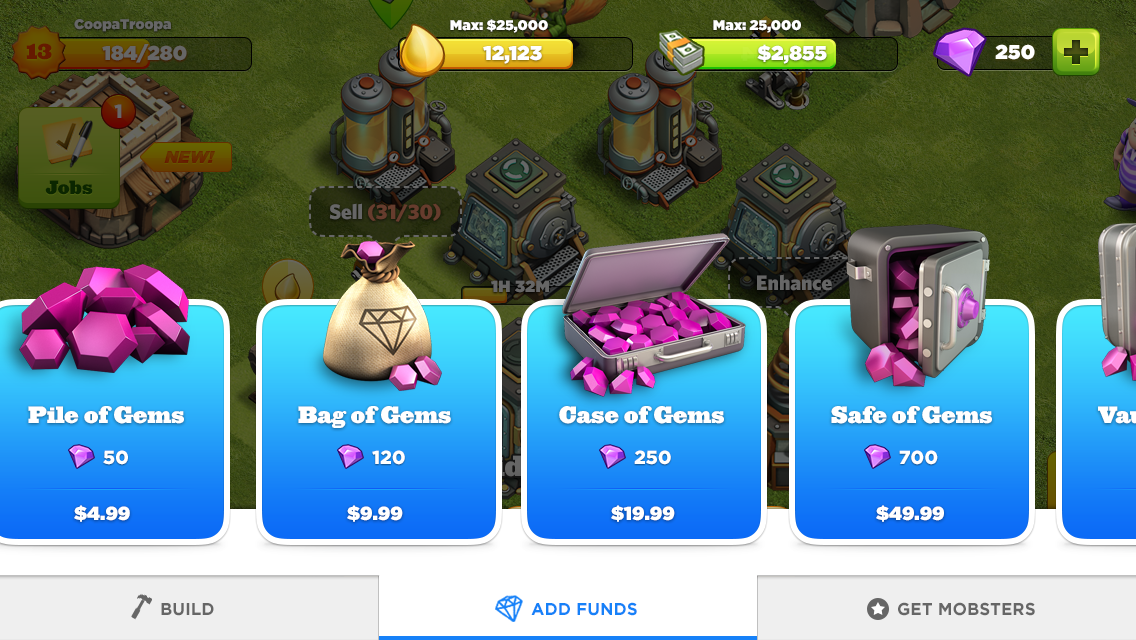 CoopaTroopa
13
184/280
Max: $25,000
12,123
Max: 25,000
$2,855
250
1
NEW!
Jobs
Sell (31/30)
1H 32M
Enhance
Pile of Gems
50
$4.99
Bag of Gems
120
$9.99
Case of Gems
250
$19.99
Safe of Gems
700
$49.99
Vau
BUILD
ADD FUNDS
GET MOBSTERS